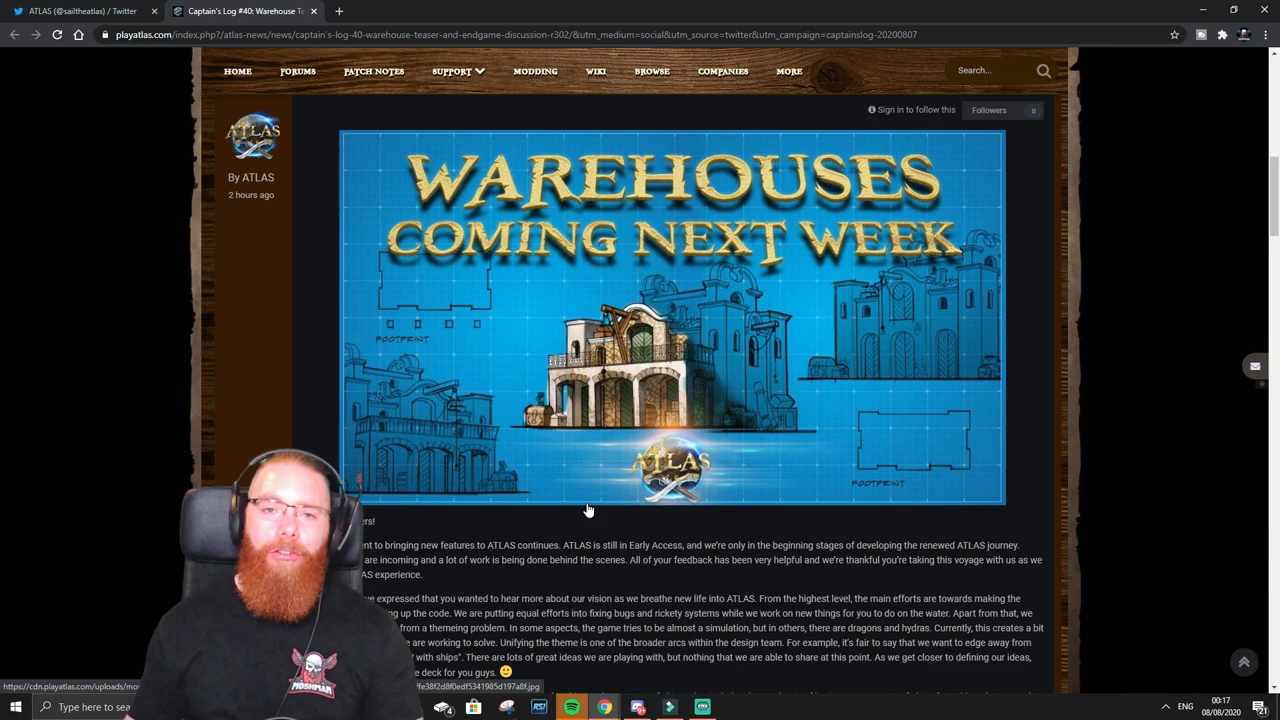 ATLAS (@sailtheatlas) / Twitter
Captain's Log 40: Warehouse Te
playatlas.com/index.php?/atlas-news/news/captain's-log-40-warehouse-teaser-and-endgame-discussion-r302/&utm_medium=social&utm_source=twitter&utm_campaign=captainslog-20200807
HOME FORUMS PATCH NOTES SUPPORT MODDING WIKI BROWSE COMPANIES MORE Search...
Sign in to follow this Followers 0
ATLAS
By ATLAS
2 hours ago
WAREHOUSES
COMING NEXT WEEK
FOOTPRINT
ATLAS
FOOTPRINT
ers!
nt to bringing new features to ATLAS continues. ATLAS is still in Early Access, and we're only in the beginning stages of developing the renewed ATLAS journey.
are incoming and a lot of work is being done behind the scenes. All of your feedback has been very helpful and we're thankful you're taking this voyage with us as we
AS experience.
ve expressed that you wanted to hear more about our vision as we breathe new life into ATLAS. From the highest level, the main efforts are towards making the
ing up the code. We are putting equal efforts into fixing bugs and rickety systems while we work on new things for you to do on the water. Apart from that, we
from a themeing problem. In some aspects, the game tries to be almost a simulation, but in others, there are dragons and hydras. Currently, this creates a bit
are working to solve. Unifying the theme is one of the broader arcs within the design team. For example, it's fair to say that we want to edge away from
with ships". There are lots of great ideas we are playing with, but nothing that we are able to share at this point. As we get closer to defining our ideas,
e deck for you guys.
MOSHMAN
https://cdn.playatlas.com/uploads/mo
ffe38f2d8f0edf5341985d197a8f.jpg
Type here to sea
ENG
00:17
08/08/2020